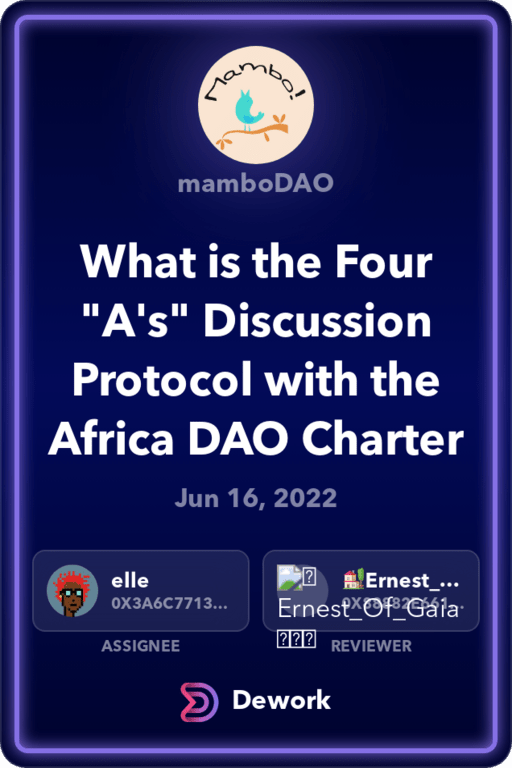 Mambo!
mamboDAO
What is the Four
"A's" Discussion
Protocol with the
Africa DAO Charter
Jun 16, 2022
elle
0X3A6C7713...
ASSIGNEE
🏡Ernest_...
Ernest_Of_Gaia
REVIEWER
Dework